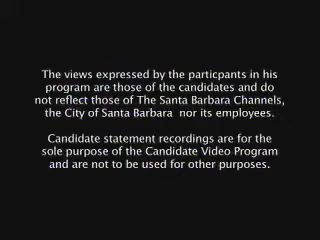 The views expressed by the particpants in his
program are those of the candidates and do
not reflect those of The Santa Barbara Channels,
the City of Santa Barbara nor its employees.
Candidate statement recordings are for the
sole purpose of the Candidate Video Program
and are not to be used for other purposes.